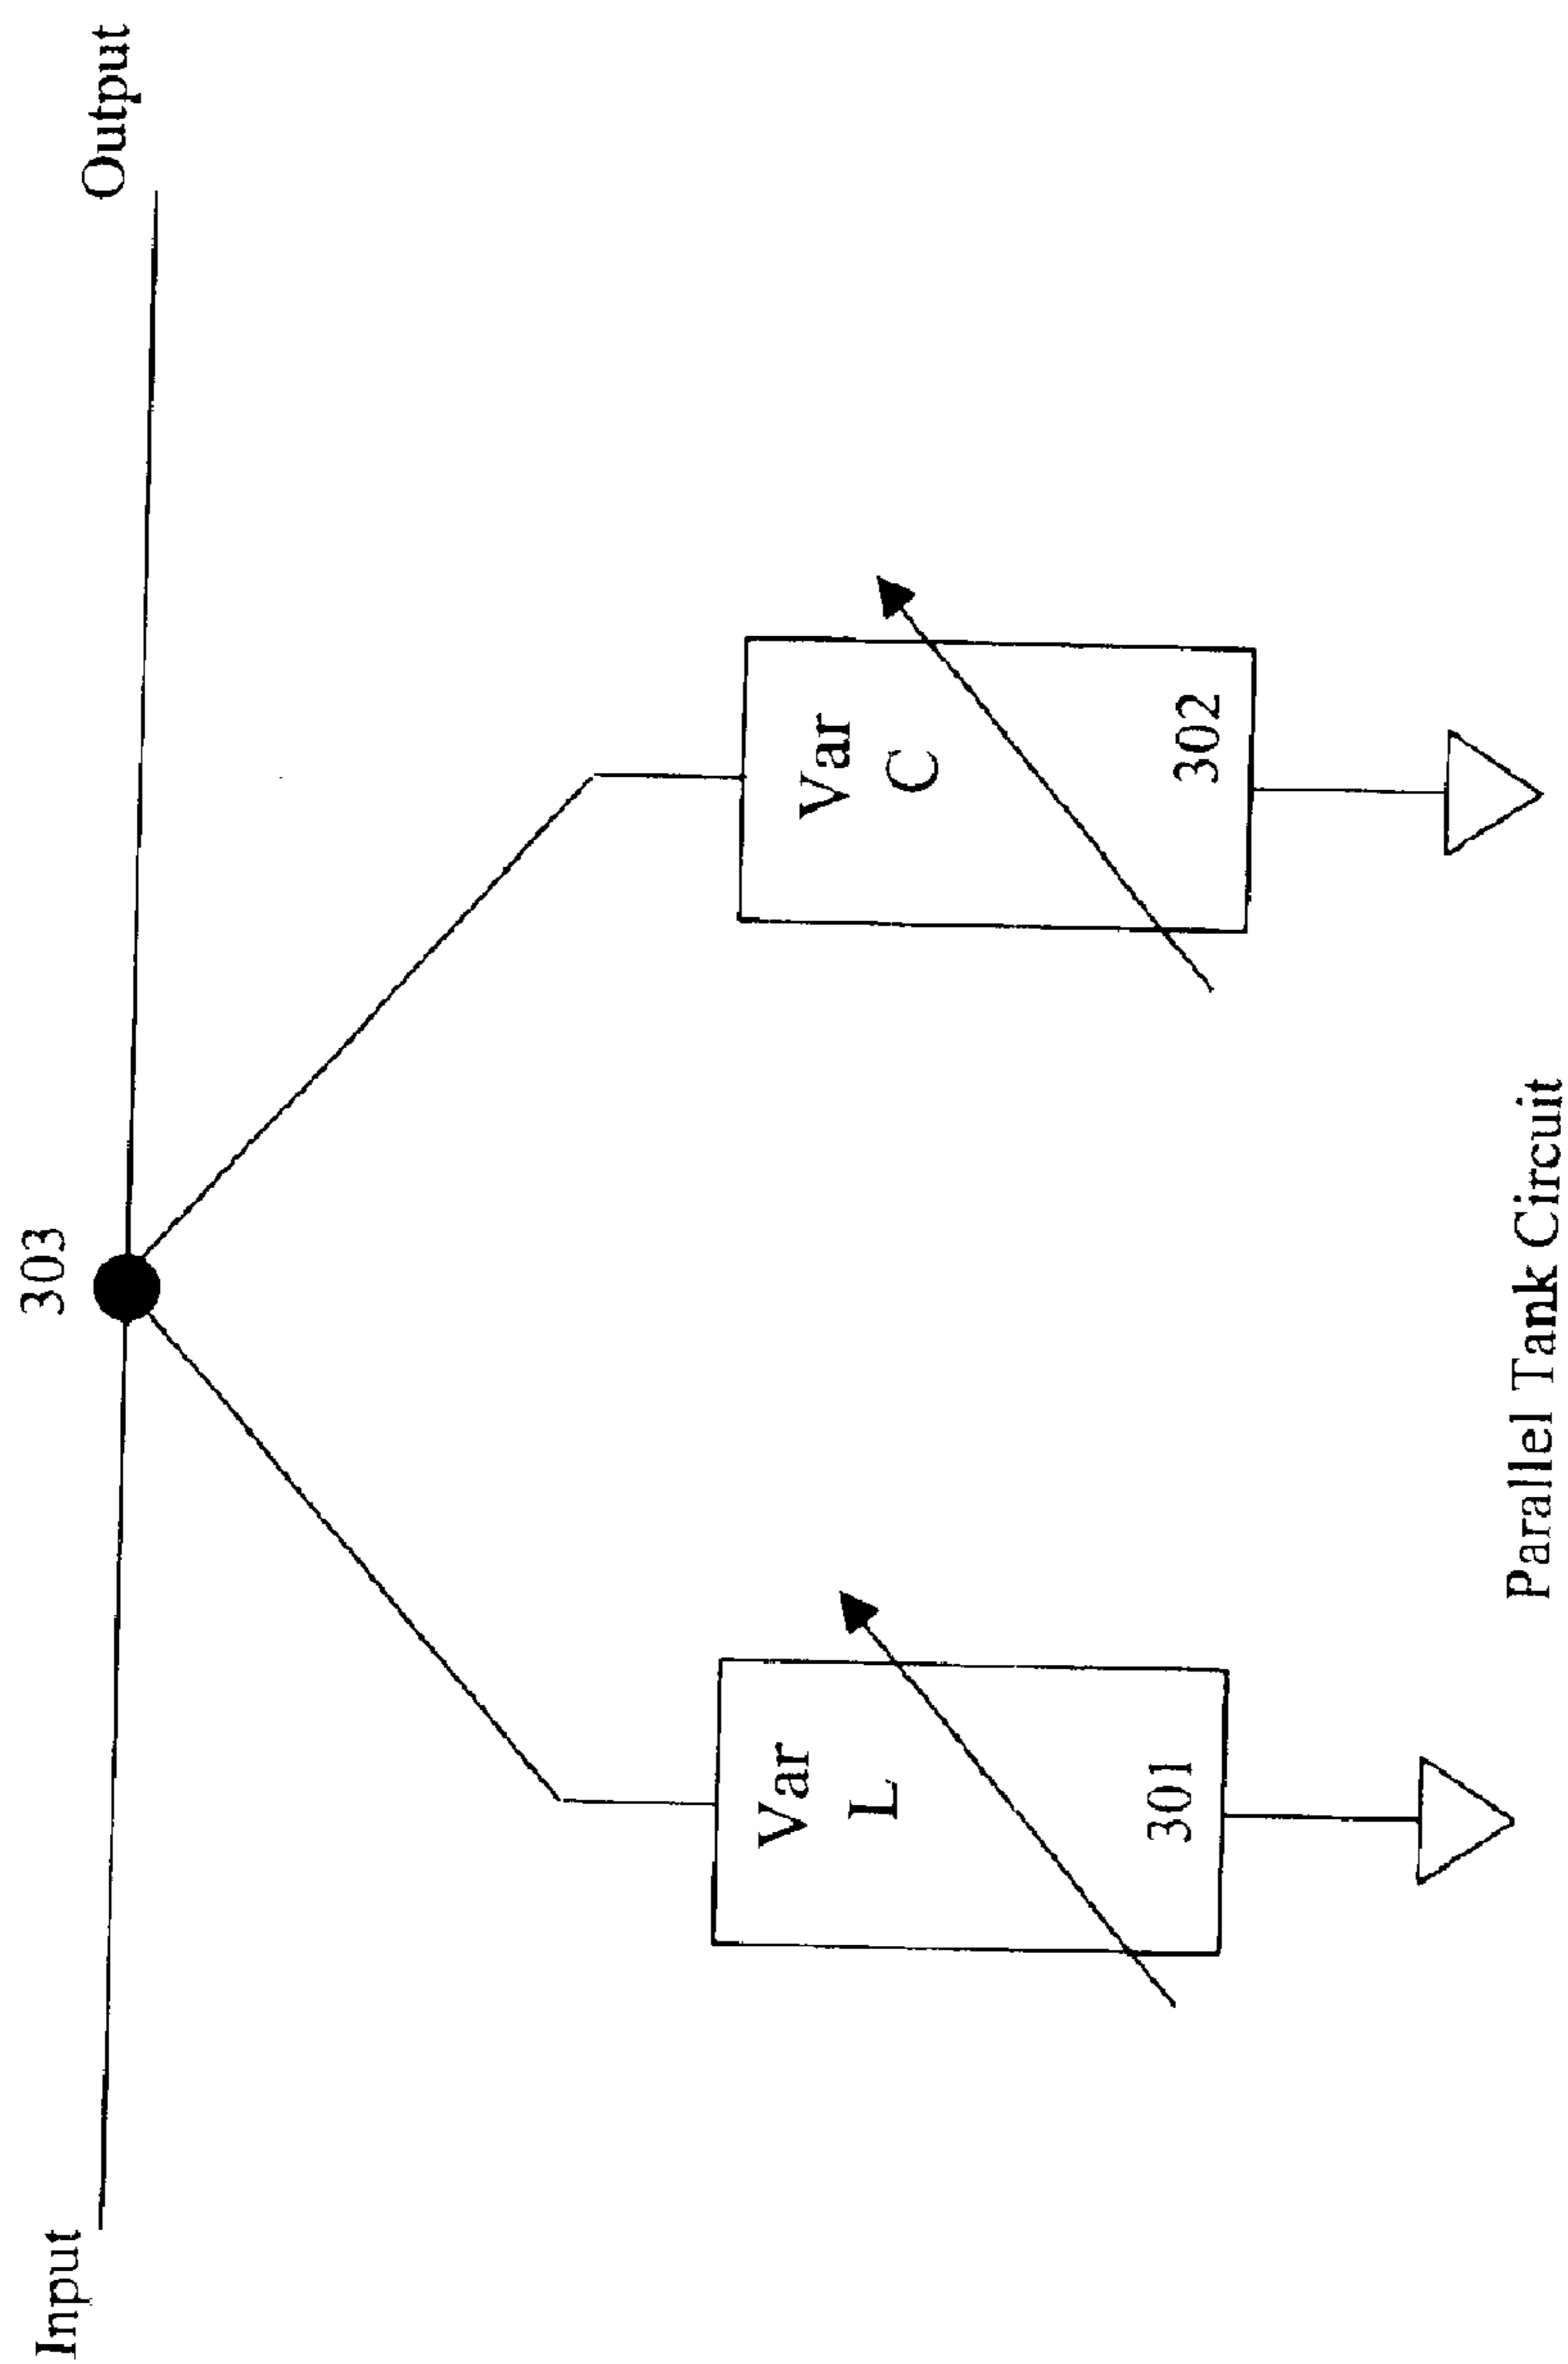 303
Input
Output
Var
L
301
Var
C
302
Parallel Tank Circuit